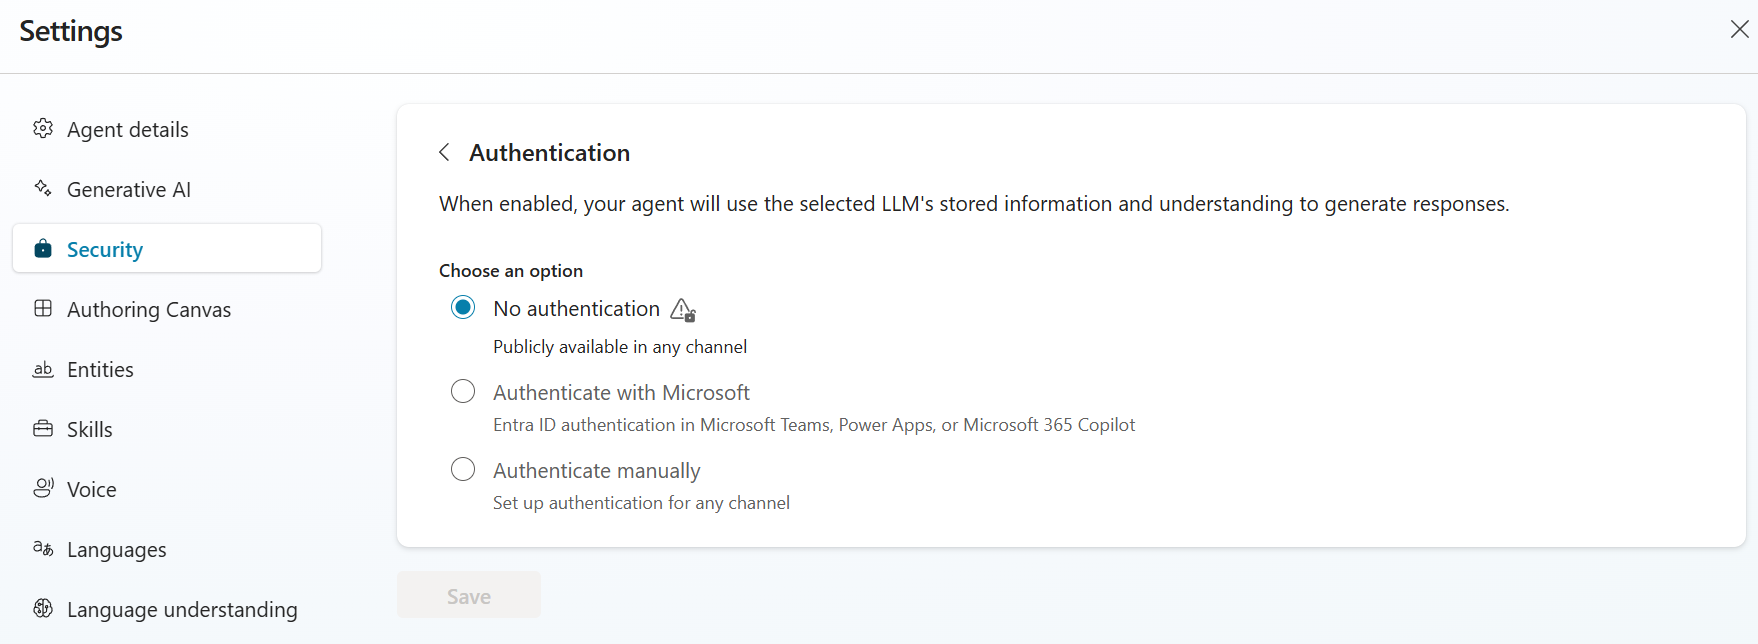 Settings
Agent details
Generative AI
Security
Authoring Canvas
ab Entities
Skills
Voice
aあ Languages
Language understanding
Authentication
When enabled, your agent will use the selected LLM's stored information and understanding to generate responses.
Choose an option
No authentication
Publicly available in any channel
Authenticate with Microsoft
Entra ID authentication in Microsoft Teams, Power Apps, or Microsoft 365 Copilot
Authenticate manually
Set up authentication for any channel
Save